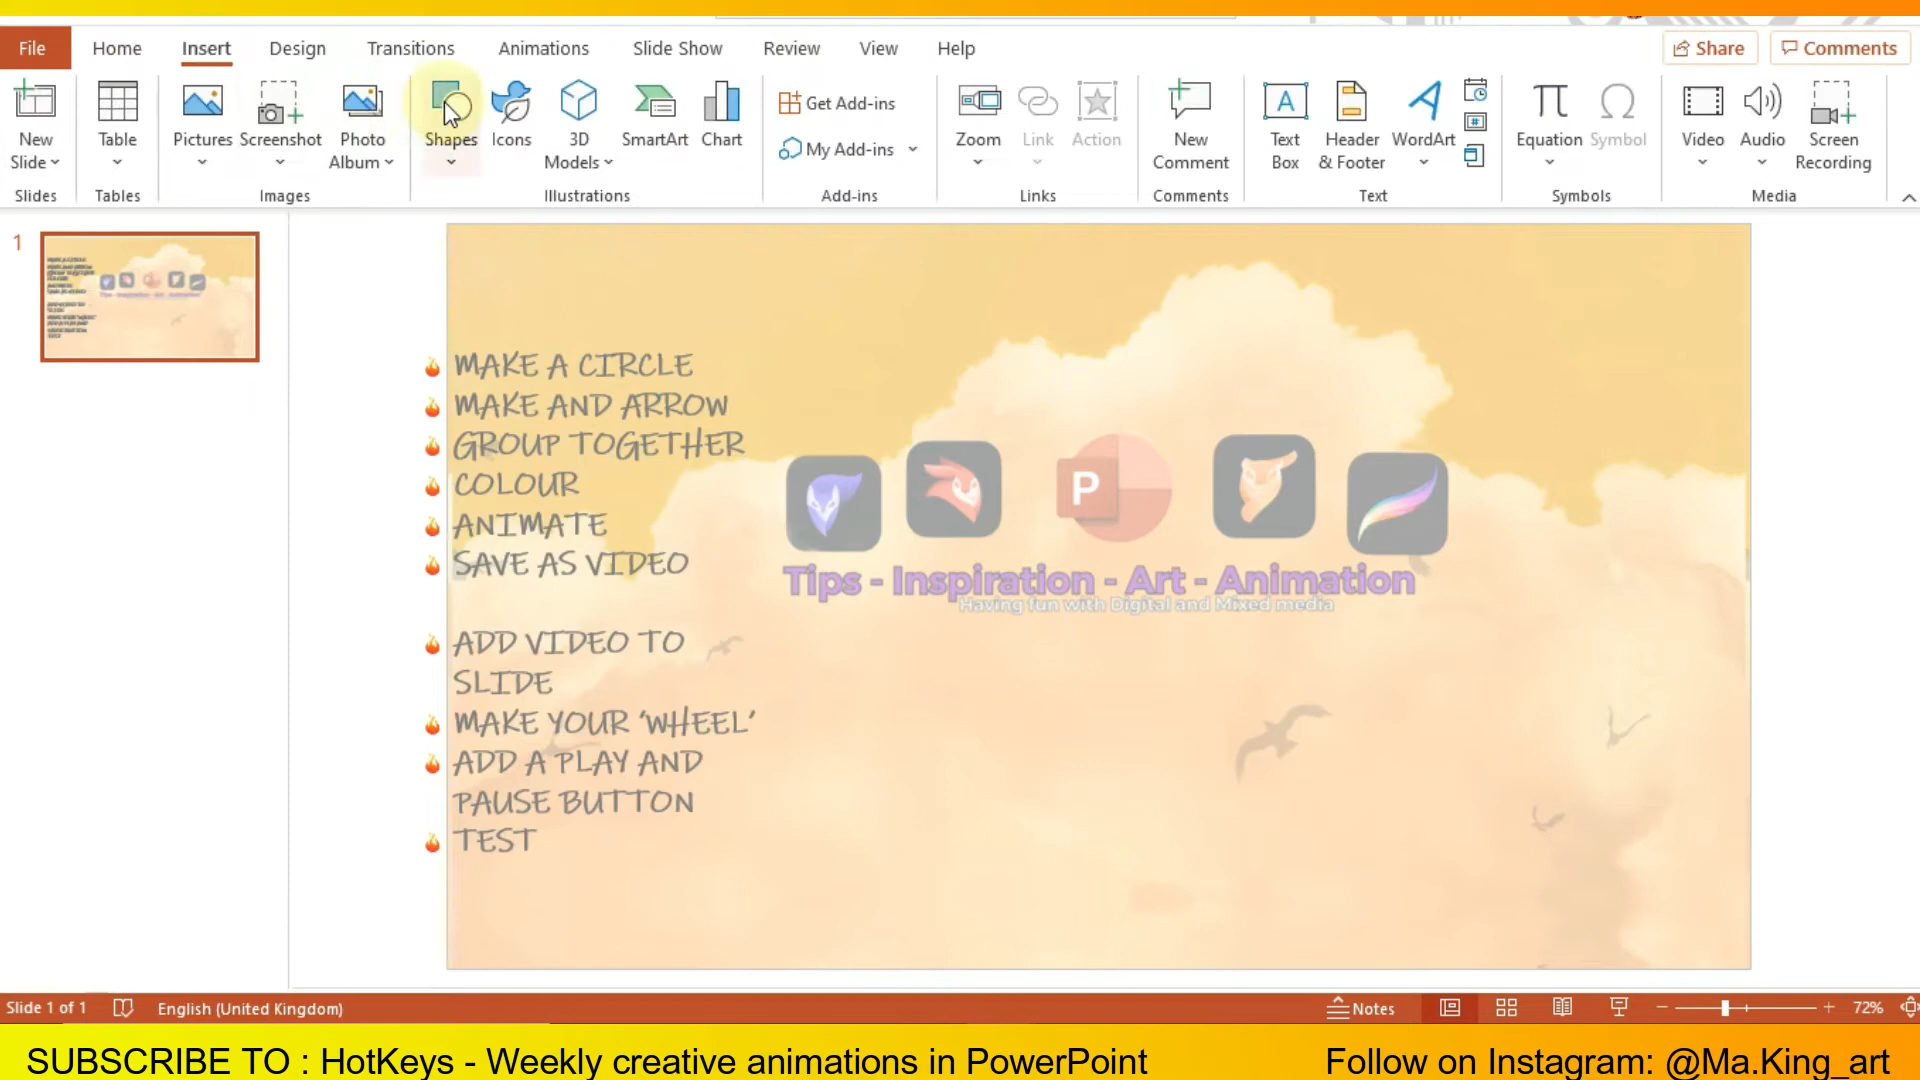 File Home Insert Design Transitions Animations Slide Show Review View Help Share Comments
New Slide
Table
Pictures
Screenshot
Photo Album
Shapes
Icons
3D Models
SmartArt
Chart
Get Add-ins
My Add-ins
Zoom
Link
Action
New Comment
Text Box
Header & Footer
WordArt
Equation
Symbol
Video
Audio
Screen Recording
Slides Tables Images Illustrations Add-ins Links Comments Text Symbols Media
1
MAKE A CIRCLE
MAKE AND ARROW
GROUP TOGETHER
COLOUR
ANIMATE
SAVE AS VIDEO
ADD VIDEO TO
SLIDE
MAKE YOUR ‘WHEEL’
ADD A PLAY AND
PAUSE BUTTON
TEST
P
Tips - Inspiration - Art - Animation
Having fun with Digital and Mixed media
Slide 1 of 1 English (United Kingdom) Notes 72%
SUBSCRIBE TO : HotKeys - Weekly creative animations in PowerPoint Follow on Instagram: @Ma.King_art